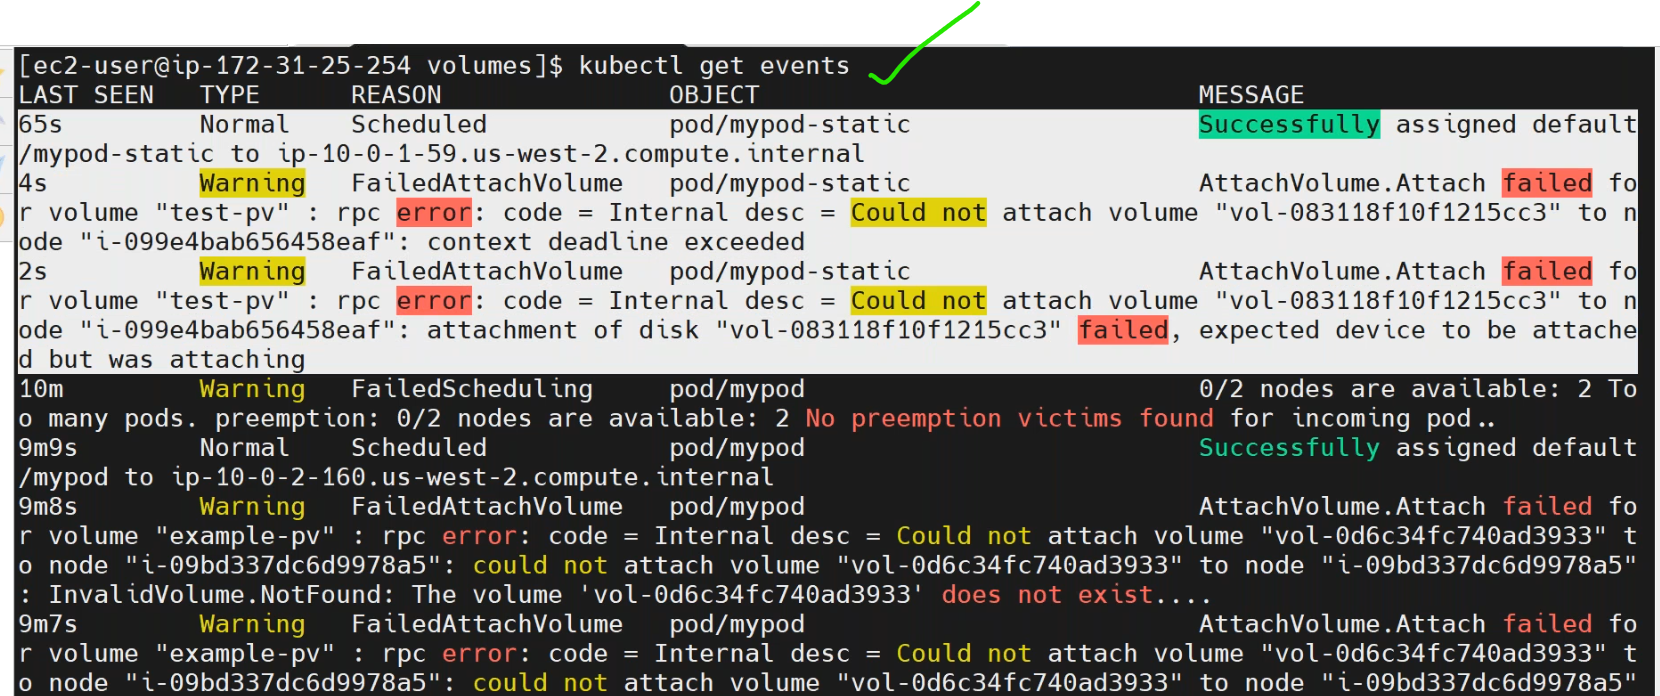 [ec2-user@ip-172-31-25-254 volumes]$ kubectl get events
LAST SEEN   TYPE      REASON               OBJECT                             MESSAGE
65s         Normal    Scheduled            pod/mypod-static                   Successfully assigned default
/mypod-static to ip-10-0-1-59.us-west-2.compute.internal
4s          Warning   FailedAttachVolume   pod/mypod-static                   AttachVolume.Attach failed fo
r volume "test-pv" : rpc error: code = Internal desc = Could not attach volume "vol-083118f10f1215cc3" to n
ode "i-099e4bab656458eaf": context deadline exceeded
2s          Warning   FailedAttachVolume   pod/mypod-static                   AttachVolume.Attach failed fo
r volume "test-pv" : rpc error: code = Internal desc = Could not attach volume "vol-083118f10f1215cc3" to n
ode "i-099e4bab656458eaf": attachment of disk "vol-083118f10f1215cc3" failed, expected device to be attache
d but was attaching
10m         Warning   FailedScheduling     pod/mypod                          0/2 nodes are available: 2 To
o many pods. preemption: 0/2 nodes are available: 2 No preemption victims found for incoming pod..
9m9s        Normal    Scheduled            pod/mypod                          Successfully assigned default
/mypod to ip-10-0-2-160.us-west-2.compute.internal
9m8s        Warning   FailedAttachVolume   pod/mypod                          AttachVolume.Attach failed fo
r volume "example-pv" : rpc error: code = Internal desc = Could not attach volume "vol-0d6c34fc740ad3933" t
o node "i-09bd337dc6d9978a5": could not attach volume "vol-0d6c34fc740ad3933" to node "i-09bd337dc6d9978a5"
: InvalidVolume.NotFound: The volume 'vol-0d6c34fc740ad3933' does not exist....
9m7s        Warning   FailedAttachVolume   pod/mypod                          AttachVolume.Attach failed fo
r volume "example-pv" : rpc error: code = Internal desc = Could not attach volume "vol-0d6c34fc740ad3933" t
o node "i-09bd337dc6d9978a5": could not attach volume "vol-0d6c34fc740ad3933" to node "i-09bd337dc6d9978a5"